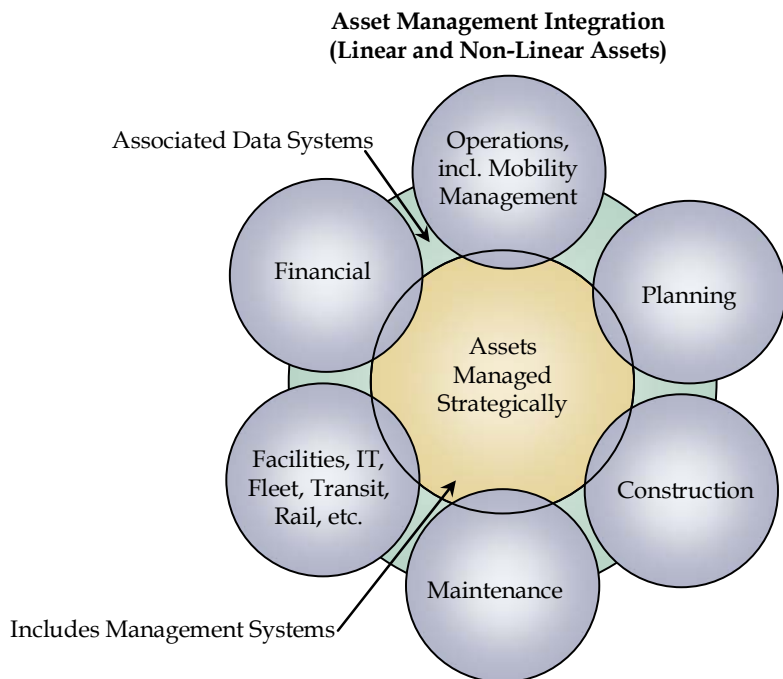 Asset Management Integration
(Linear and Non-Linear Assets)
Associated Data Systems
Operations,
incl. Mobility
Management
Financial
Planning
Assets
Managed
Strategically
Facilities, IT,
Fleet, Transit,
Rail, etc.
Construction
Maintenance
Includes Management Systems